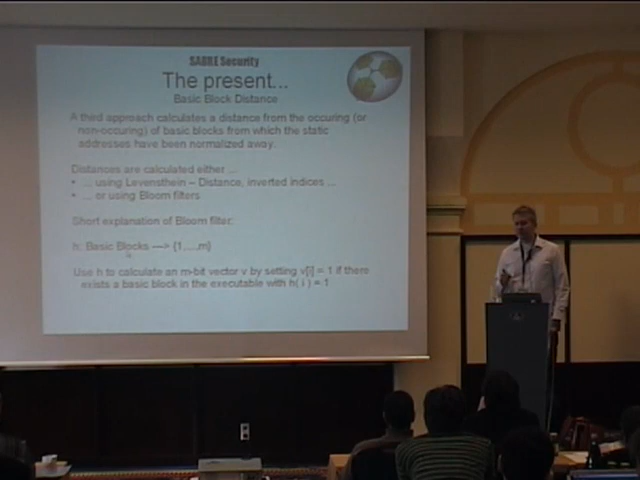 SABRE Security
The present...
Basic Block Distance
A third approach calculates a distance from the occuring (or
non-occuring) of basic blocks from which the static
addresses have been normalized away.
Distances are calculated either ...
• ... using Levensthein – Distance, inverted indices ...
• ... or using Bloom filters
Short explanation of Bloom filter:
h: Basic Blocks ---> {1,...,m}
Use h to calculate an m-bit vector v by setting v[i] = 1 if there
exists a basic block in the executable with h( i ) = 1